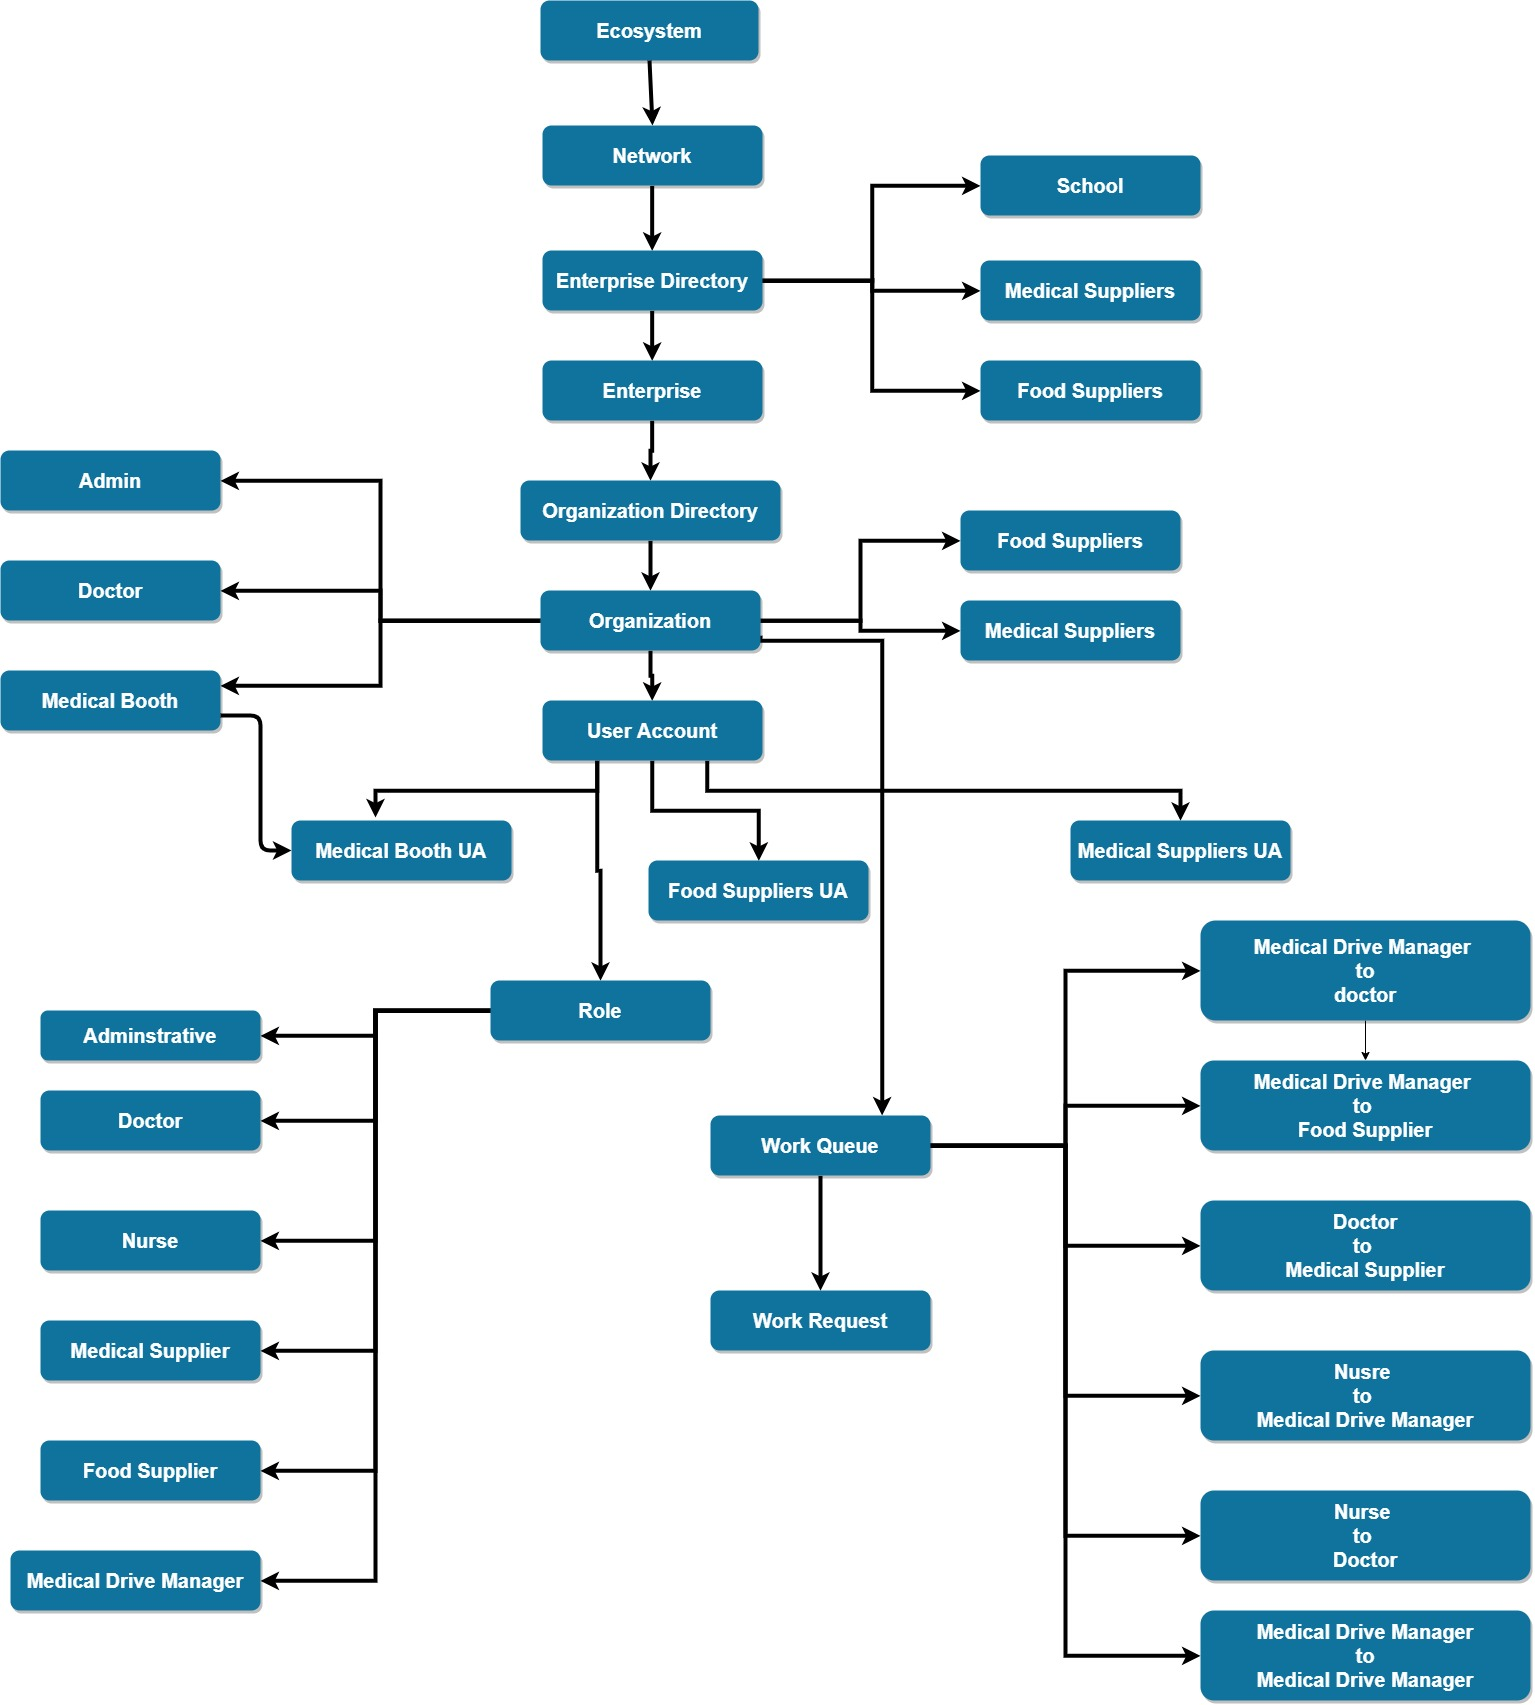 Ecosystem
Network
School
Enterprise Directory
Medical Suppliers
Enterprise
Food Suppliers
Admin
Organization Directory
Food Suppliers
Doctor
Organization
Medical Suppliers
Medical Booth
User Account
Medical Booth UA
Food Suppliers UA
Medical Suppliers UA
Role
Adminstrative
Doctor
Nurse
Medical Supplier
Food Supplier
Medical Drive Manager
Work Queue
Work Request
Medical Drive Manager
to
doctor
Medical Drive Manager
to
Food Supplier
Doctor
to
Medical Supplier
Nusre
to
Medical Drive Manager
Nurse
to
Doctor
Medical Drive Manager
to
Medical Drive Manager